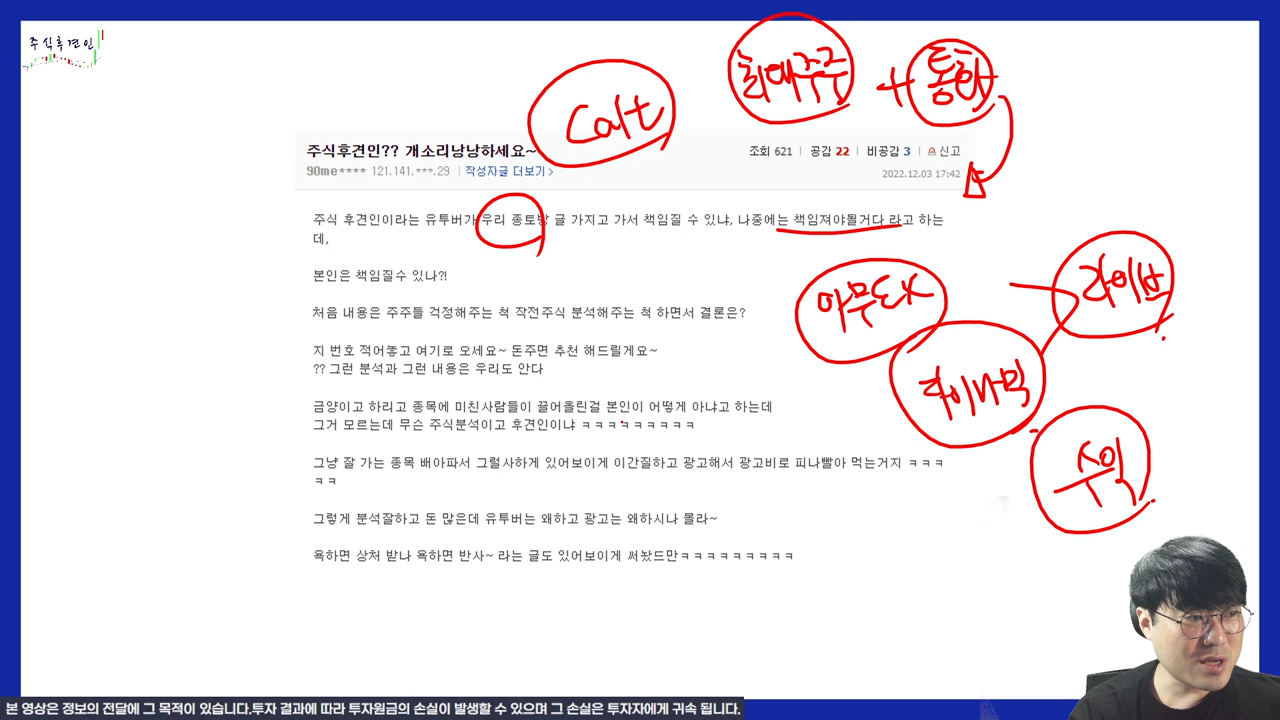 주식후견인
최대주주 + 통합
Calt
주식후견인?? 개소리낭낭하세요~
조회 621 | 공감 22 | 비공감 3 | 신고
90me**** 121.141.***.29 | 작성자글 더보기 >
2022.12.03 17:42
주식 후견인이라는 유투버가 우리 종토방 글 가지고 가서 책임질 수 있냐, 나중에는 책임져야될거다 라고 하는
데,
본인은 책임질수 있나?!
라이브
아무도X
처음 내용은 주주들 걱정해주는 척 작전주식 분석해주는 척 하면서 결론은?
지 번호 적어놓고 여기로 오세요~ 돈주면 추천 해드릴게요~
?? 그런 분석과 그런 내용은 우리도 안다
다이나믹
금양이고 하리고 종목에 미친사람들이 끌어올린걸 본인이 어떻게 아냐고 하는데
그거 모르는데 무슨 주식분석이고 후견인이냐 ㅋㅋㅋㅋㅋㅋㅋㅋㅋ
그냥 잘 가는 종목 배아파서 그럴사하게 있어보이게 이간질하고 광고해서 광고비로 피나빨아 먹는거지 ㅋㅋㅋ
ㅋㅋ
수익
그렇게 분석잘하고 돈 많은데 유투버는 왜하고 광고는 왜하시나 몰라~
욕하면 상처 받나 욕하면 반사~ 라는 글도 있어보이게 써놨드만ㅋㅋㅋㅋㅋㅋㅋㅋㅋ
본 영상은 정보의 전달에 그 목적이 있습니다.투자 결과에 따라 투자원금의 손실이 발생할 수 있으며 그 손실은 투자자에게 귀속 됩니다.